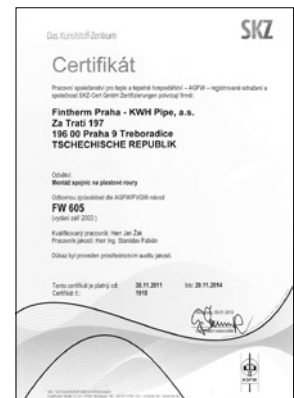 SKZ
Das Kunststoff-Zentrum
Certifikát
Pracovní společenství pro teplo a tepelné hospodářství – AGFW – registrované sdružení a
společnost SKZ-Cert GmbH Zertifizierungen potvrzují firmě:
Fintherm Praha - KWH Pipe, a.s.
Za Tratí 197
196 00 Praha 9 Treboradice
TSCHECHISCHE REPUBLIK
Odvětví:
Montáž spojnic na plastové roury
Odbornou způsobilost dle AGFW/FVGW návod
FW 605
(vydání září 2003 )
Kvalifikovaný pracovník: Herr Jan Žák
Pracovník jakosti: Herr Ing. Stanislav Fabián
Důkaz byl proveden prostřednictvím auditu jakosti.
Tento certifikát je platný od: 30.11.2011 bis: 29.11.2014
Certifikát č.: 1910
AGFW